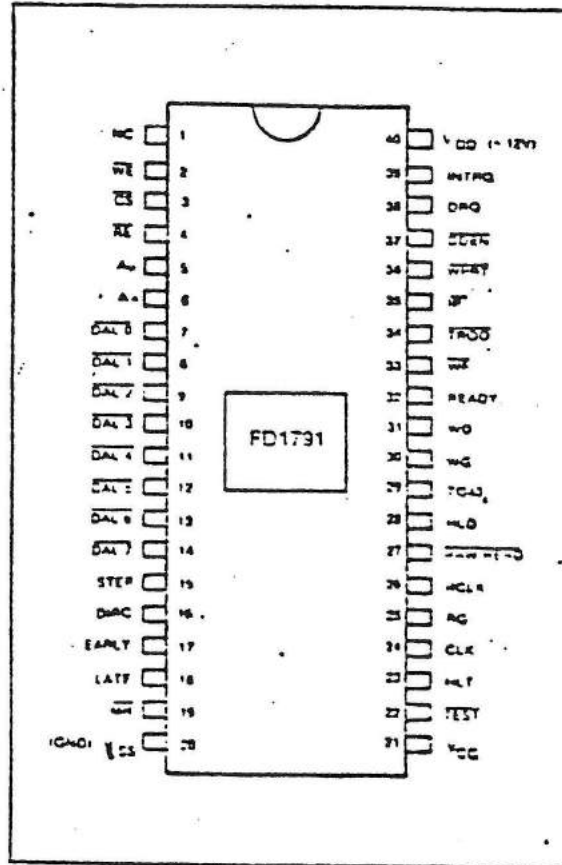 NC 1
WE 2
CS 3
RE 4
A 5
A 6
DAL 0 7
DAL 1 8
DAL 2 9
DAL 3 10
DAL 4 11
DAL 5 12
DAL 6 13
DAL 7 14
STEP 15
DIRC 16
EARLY 17
LATE 18
MR 19
(GND) VSS 20
FD1791
40 VDD (+12V)
39 INTRQ
38 DRQ
37 DDEN
36 WPRT
35 IP
34 TR00
33 WF
32 READY
31 WD
30 WG
29 TG43
28 HLD
27 RAW READ
26 RCLK
25 RG
24 CLK
23 HLT
22 TEST
21 VCC